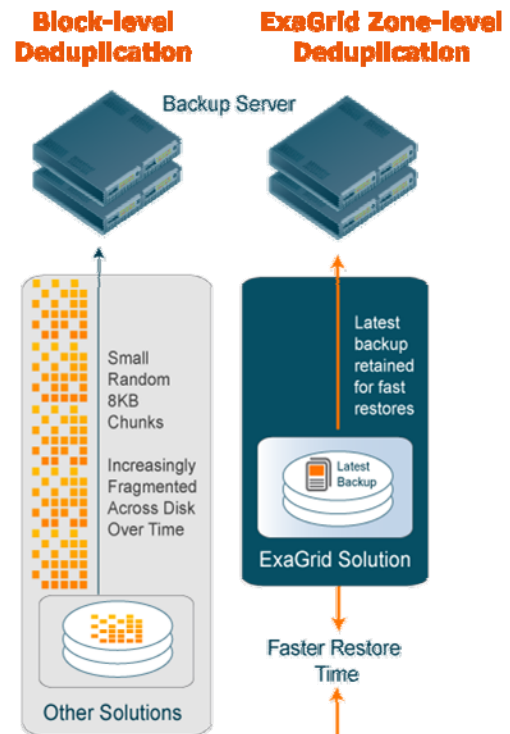 Block-level
Deduplication
ExaGrid Zone-level
Deduplication
Backup Server
Small
Random
8KB
Chunks
Increasingly
Fragmented
Across Disk
Over Time
Other Solutions
Latest
backup
retained
for fast
restores
Latest
Backup
ExaGrid Solution
Faster Restore
Time